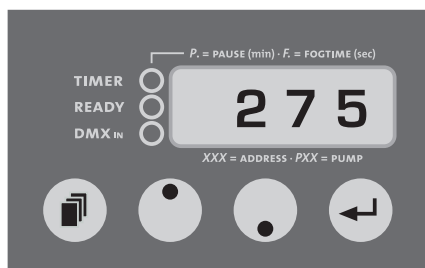 P. = PAUSE (min) · F. = FOGTIME (sec)
TIMER
READY
DMX IN
275
XXX = ADDRESS · PXX = PUMP